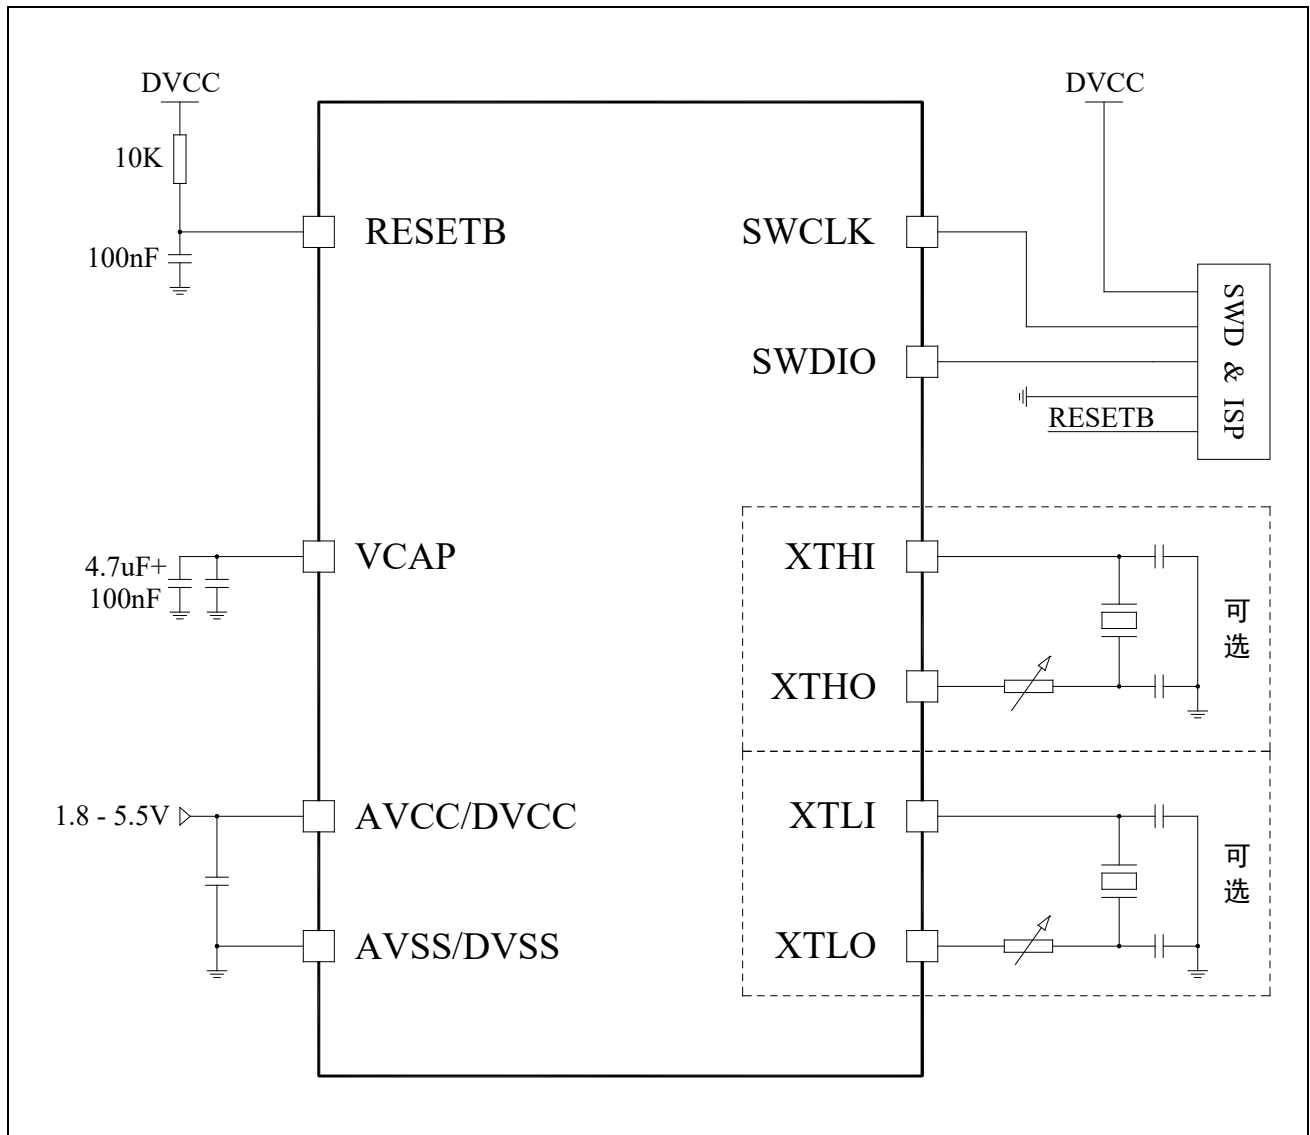 DVCC
10K
RESETB
100nF
VCAP
4.7uF+
100nF
1.8 - 5.5V
AVCC/DVCC
AVSS/DVSS
DVCC
SWCLK
SWDIO
RESETB
SWD & ISP
XTHI
XTHO
可
选
XTLI
XTLO
可
选